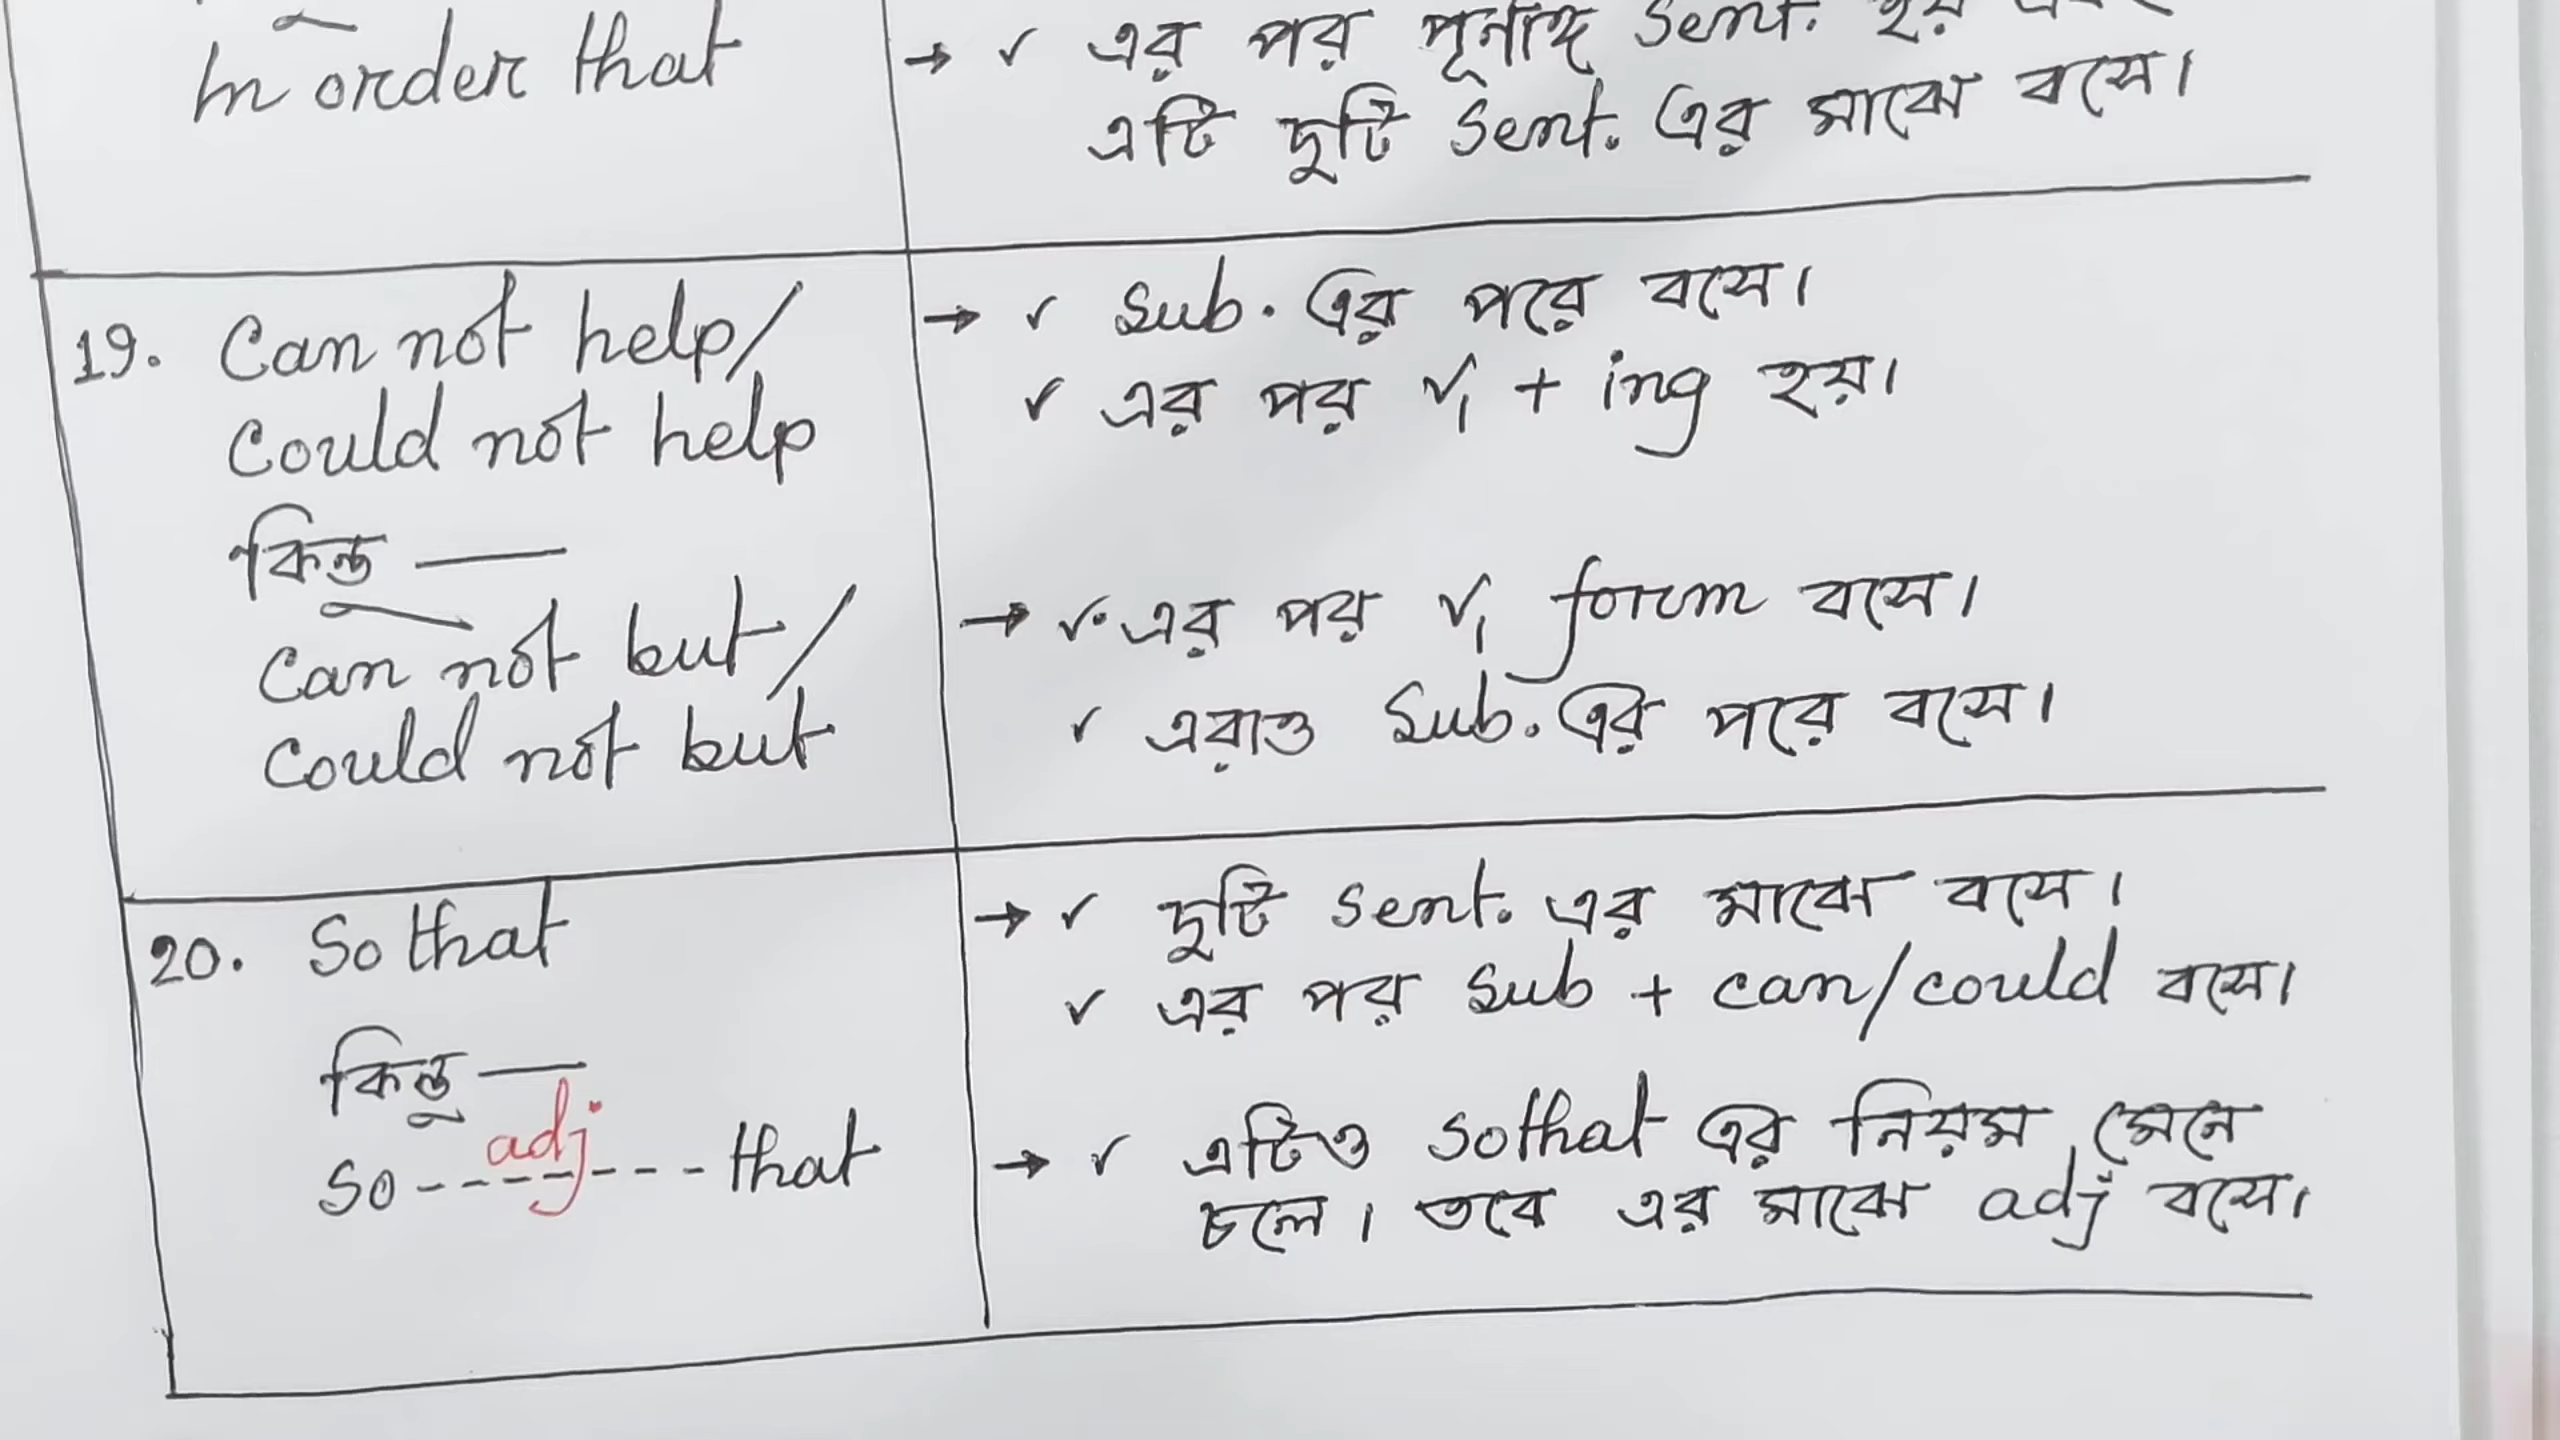 In order that → ✓ এর পর পূর্নাঙ্গ Sent. হয় এবং
এটি দুটি Sent. এর মাঝে বসে।
19. Can not help/
Could not help
কিন্তু —
Can not but/
Could not but
→ ✓ Sub. এর পরে বসে।
✓ এর পর V₁ + ing হয়।
→ ✓ এর পর V₁ form বসে।
✓ এরাও Sub. এর পরে বসে।
20. So that
কিন্তু —
adj
So - - - - - - - - that
→ ✓ দুটি Sent. এর মাঝে বসে।
✓ এর পর Sub + can/could বসে।
→ ✓ এটিও So that এর নিয়ম মেনে
চলে। তবে এর মাঝে adj বসে।